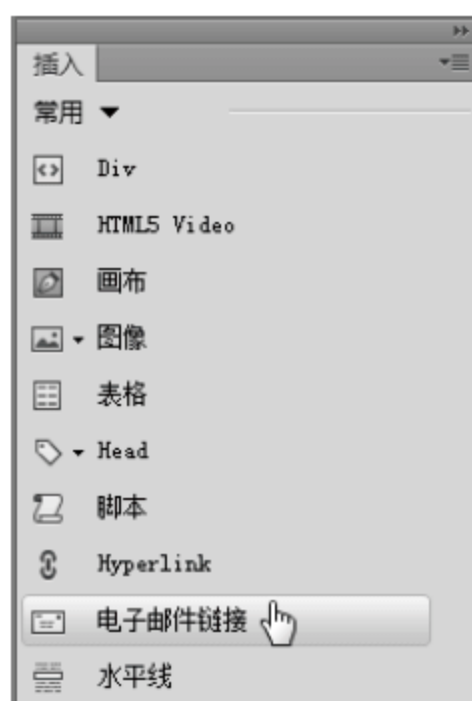 插入
常用
Div
HTML5 Video
画布
图像
表格
Head
脚本
Hyperlink
电子邮件链接
水平线